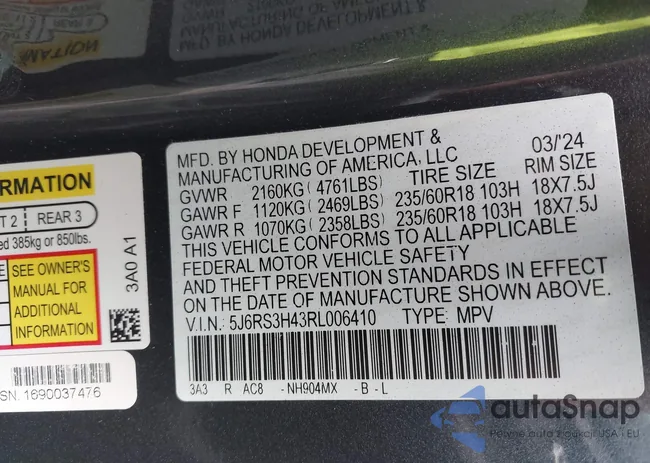 MFD. BY HONDA DEVELOPMENT & 03/'24
MANUFACTURING OF AMERICA, LLC
TIRE SIZE RIM SIZE
GVWR 2160KG (4761LBS)
GAWR F 1120KG (2469LBS) 235/60R18 103H 18X7.5J
GAWR R 1070KG (2358LBS) 235/60R18 103H 18X7.5J
THIS VEHICLE CONFORMS TO ALL APPLICABLE
FEDERAL MOTOR VEHICLE SAFETY
AND THEFT PREVENTION STANDARDS IN EFFECT
ON THE DATE OF MANUFACTURE SHOWN ABOVE.
V.I.N.: 5J6RS3H43RL006410 TYPE: MPV
3A3 R AC8 -NH904MX -B -L
RMATION
T 2 REAR 3
ed 385kg or 850lbs.
SEE OWNER'S
MANUAL FOR
ADDITIONAL
INFORMATION
3A0 A1
SN: 1690037476
autoSnap